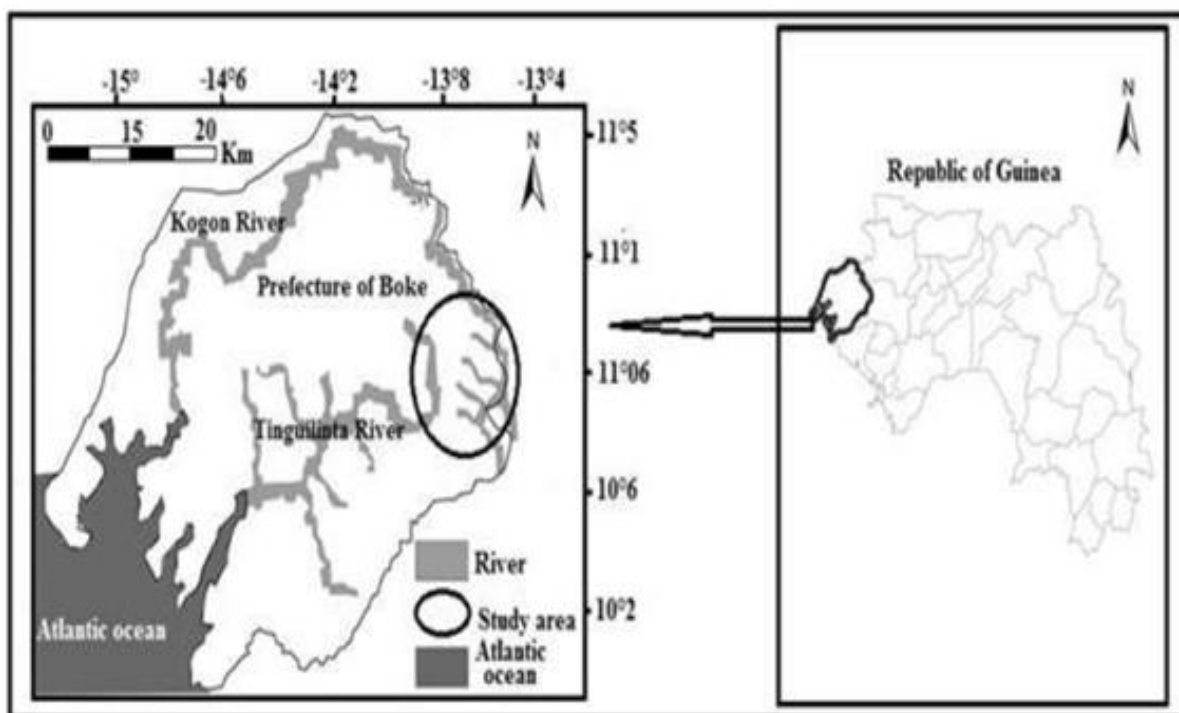 -15° -14°6 -14°2 -13°8 -13°4
0 15 20
Km
N
11°5
11°1
11°06
10°6
10°2
Kogon River
Prefecture of Boke
Tinguilinta River
Atlantic ocean
River
Study area
Atlantic
ocean
N
Republic of Guinea